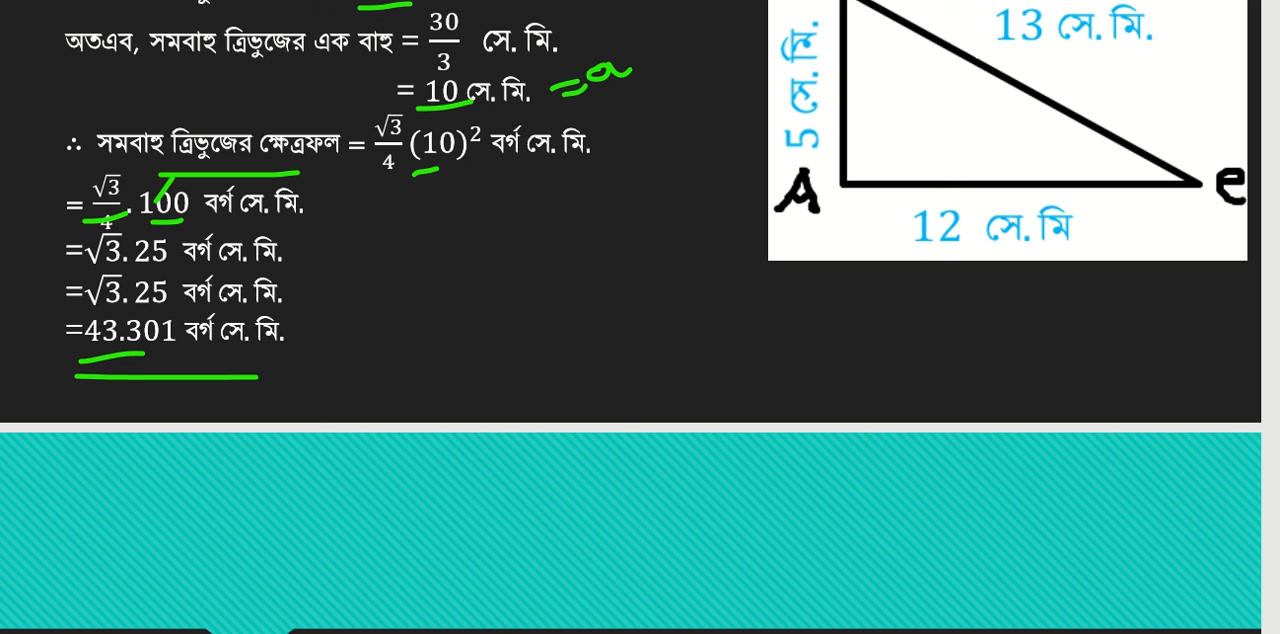 অতএব, সমবাহু ত্রিভুজের এক বাহু = 30/3 সে. মি.
= 10 সে. মি. = a
∴ সমবাহু ত্রিভুজের ক্ষেত্রফল = √3/4 (10)² বর্গ সে. মি.
= √3/4 . 100 বর্গ সে. মি.
=√3. 25 বর্গ সে. মি.
=√3. 25 বর্গ সে. মি.
=43.301 বর্গ সে. মি.
13 সে. মি.
5 সে. মি.
A
12 সে. মি